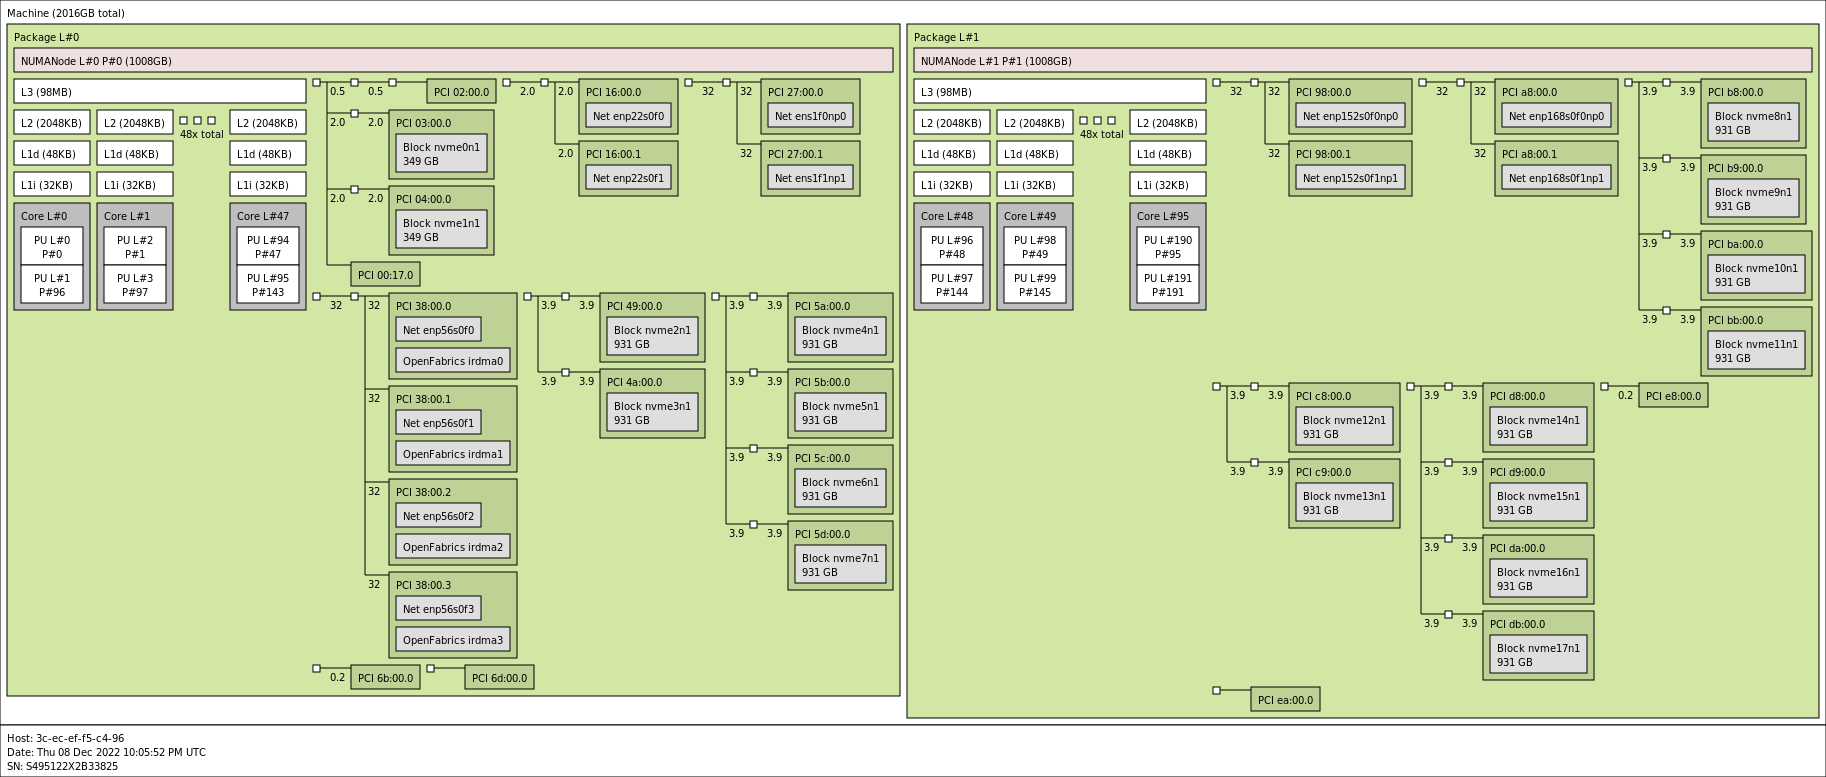 Machine (2016GB total)
Package L#0
NUMANode L#0 P#0 (1008GB)
L3 (98MB)
L2 (2048KB) L2 (2048KB) 48x total L2 (2048KB)
L1d (48KB) L1d (48KB) L1d (48KB)
L1i (32KB) L1i (32KB) L1i (32KB)
Core L#0
PU L#0
P#0
PU L#1
P#96
Core L#1
PU L#2
P#1
PU L#3
P#97
Core L#47
PU L#94
P#47
PU L#95
P#143
0.5 0.5 PCI 02:00.0
2.0 2.0 PCI 03:00.0
Block nvme0n1
349 GB
2.0 2.0 PCI 04:00.0
Block nvme1n1
349 GB
PCI 00:17.0
2.0 2.0 PCI 16:00.0
Net enp22s0f0
2.0 PCI 16:00.1
Net enp22s0f1
32 32 PCI 27:00.0
Net ens1f0np0
32 PCI 27:00.1
Net ens1f1np1
32 32 PCI 38:00.0
Net enp56s0f0
OpenFabrics irdma0
32 PCI 38:00.1
Net enp56s0f1
OpenFabrics irdma1
32 PCI 38:00.2
Net enp56s0f2
OpenFabrics irdma2
32 PCI 38:00.3
Net enp56s0f3
OpenFabrics irdma3
3.9 3.9 PCI 49:00.0
Block nvme2n1
931 GB
3.9 3.9 PCI 4a:00.0
Block nvme3n1
931 GB
3.9 3.9 PCI 5a:00.0
Block nvme4n1
931 GB
3.9 3.9 PCI 5b:00.0
Block nvme5n1
931 GB
3.9 3.9 PCI 5c:00.0
Block nvme6n1
931 GB
3.9 3.9 PCI 5d:00.0
Block nvme7n1
931 GB
0.2 PCI 6b:00.0
PCI 6d:00.0
Package L#1
NUMANode L#1 P#1 (1008GB)
L3 (98MB)
L2 (2048KB) L2 (2048KB) 48x total L2 (2048KB)
L1d (48KB) L1d (48KB) L1d (48KB)
L1i (32KB) L1i (32KB) L1i (32KB)
Core L#48
PU L#96
P#48
PU L#97
P#144
Core L#49
PU L#98
P#49
PU L#99
P#145
Core L#95
PU L#190
P#95
PU L#191
P#191
32 32 PCI 98:00.0
Net enp152s0f0np0
32 PCI 98:00.1
Net enp152s0f1np1
32 32 PCI a8:00.0
Net enp168s0f0np0
32 PCI a8:00.1
Net enp168s0f1np1
3.9 3.9 PCI b8:00.0
Block nvme8n1
931 GB
3.9 3.9 PCI b9:00.0
Block nvme9n1
931 GB
3.9 3.9 PCI ba:00.0
Block nvme10n1
931 GB
3.9 3.9 PCI bb:00.0
Block nvme11n1
931 GB
3.9 3.9 PCI c8:00.0
Block nvme12n1
931 GB
3.9 3.9 PCI c9:00.0
Block nvme13n1
931 GB
3.9 3.9 PCI d8:00.0
Block nvme14n1
931 GB
3.9 3.9 PCI d9:00.0
Block nvme15n1
931 GB
3.9 3.9 PCI da:00.0
Block nvme16n1
931 GB
3.9 3.9 PCI db:00.0
Block nvme17n1
931 GB
0.2 PCI e8:00.0
PCI ea:00.0
Host: 3c-ec-ef-f5-c4-96
Date: Thu 08 Dec 2022 10:05:52 PM UTC
SN: S495122X2B33825